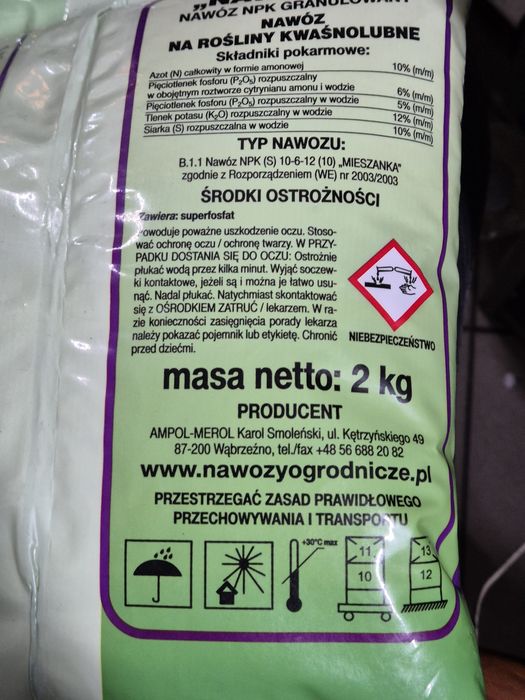 NAWÓZ NPK GRANULOWANY
NAWÓZ
NA ROŚLINY KWAŚNOLUBNE
Składniki pokarmowe:
Azot (N) całkowity w formie amonowej 10% (m/m)
Pięciotlenek fosforu (P₂O₅) rozpuszczalny
w obojętnym roztworze cytrynianu amonu i wodzie 6% (m/m)
Pięciotlenek fosforu (P₂O₅) rozpuszczalny w wodzie 5% (m/m)
Tlenek potasu (K₂O) rozpuszczalny w wodzie 12% (m/m)
Siarka (S) rozpuszczalna w wodzie 10% (m/m)
TYP NAWOZU:
B.1.1 Nawóz NPK (S) 10-6-12 (10) „MIESZANKA"
zgodnie z Rozporządzeniem (WE) nr 2003/2003
ŚRODKI OSTROŻNOŚCI
Zawiera: superfosfat
Powoduje poważne uszkodzenie oczu. Stoso-
wać ochronę oczu / ochronę twarzy. W PRZY-
PADKU DOSTANIA SIĘ DO OCZU: Ostrożnie
płukać wodą przez kilka minut. Wyjąć soczew-
ki kontaktowe, jeżeli są i można je łatwo usu-
nąć. Nadal płukać. Natychmiast skontaktować
się z OŚRODKIEM ZATRUĆ / lekarzem. W ra-
zie konieczności zasięgnięcia porady lekarza
należy pokazać pojemnik lub etykietę. Chronić
przed dziećmi.
NIEBEZPIECZEŃSTWO
masa netto: 2 kg
PRODUCENT
AMPOL-MEROL Karol Smoleński, ul. Kętrzyńskiego 49
87-200 Wąbrzeźno, tel./fax +48 56 688 20 82
www.nawozyogrodnicze.pl
PRZESTRZEGAĆ ZASAD PRAWIDŁOWEGO
PRZECHOWYWANIA I TRANSPORTU
+30°C max
11
10
13
12